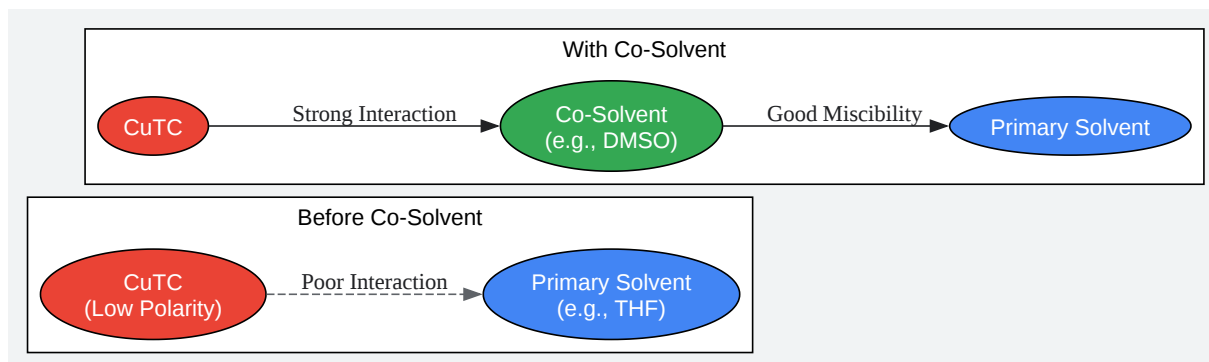 With Co-Solvent
CuTC
Strong Interaction
Co-Solvent
(e.g., DMSO)
Good Miscibility
Primary Solvent
Before Co-Solvent
CuTC
(Low Polarity)
Poor Interaction
Primary Solvent
(e.g., THF)